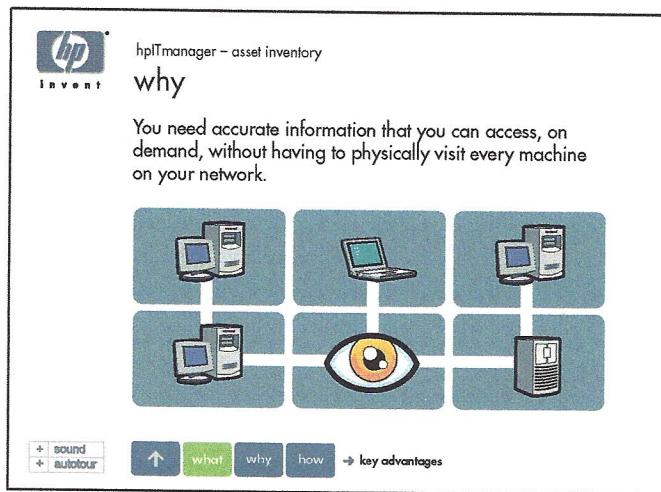 hp
invent
hpITmanager – asset inventory
why
You need accurate information that you can access, on
demand, without having to physically visit every machine
on your network.
+ sound
+ autotour
↑ what why how → key advantages